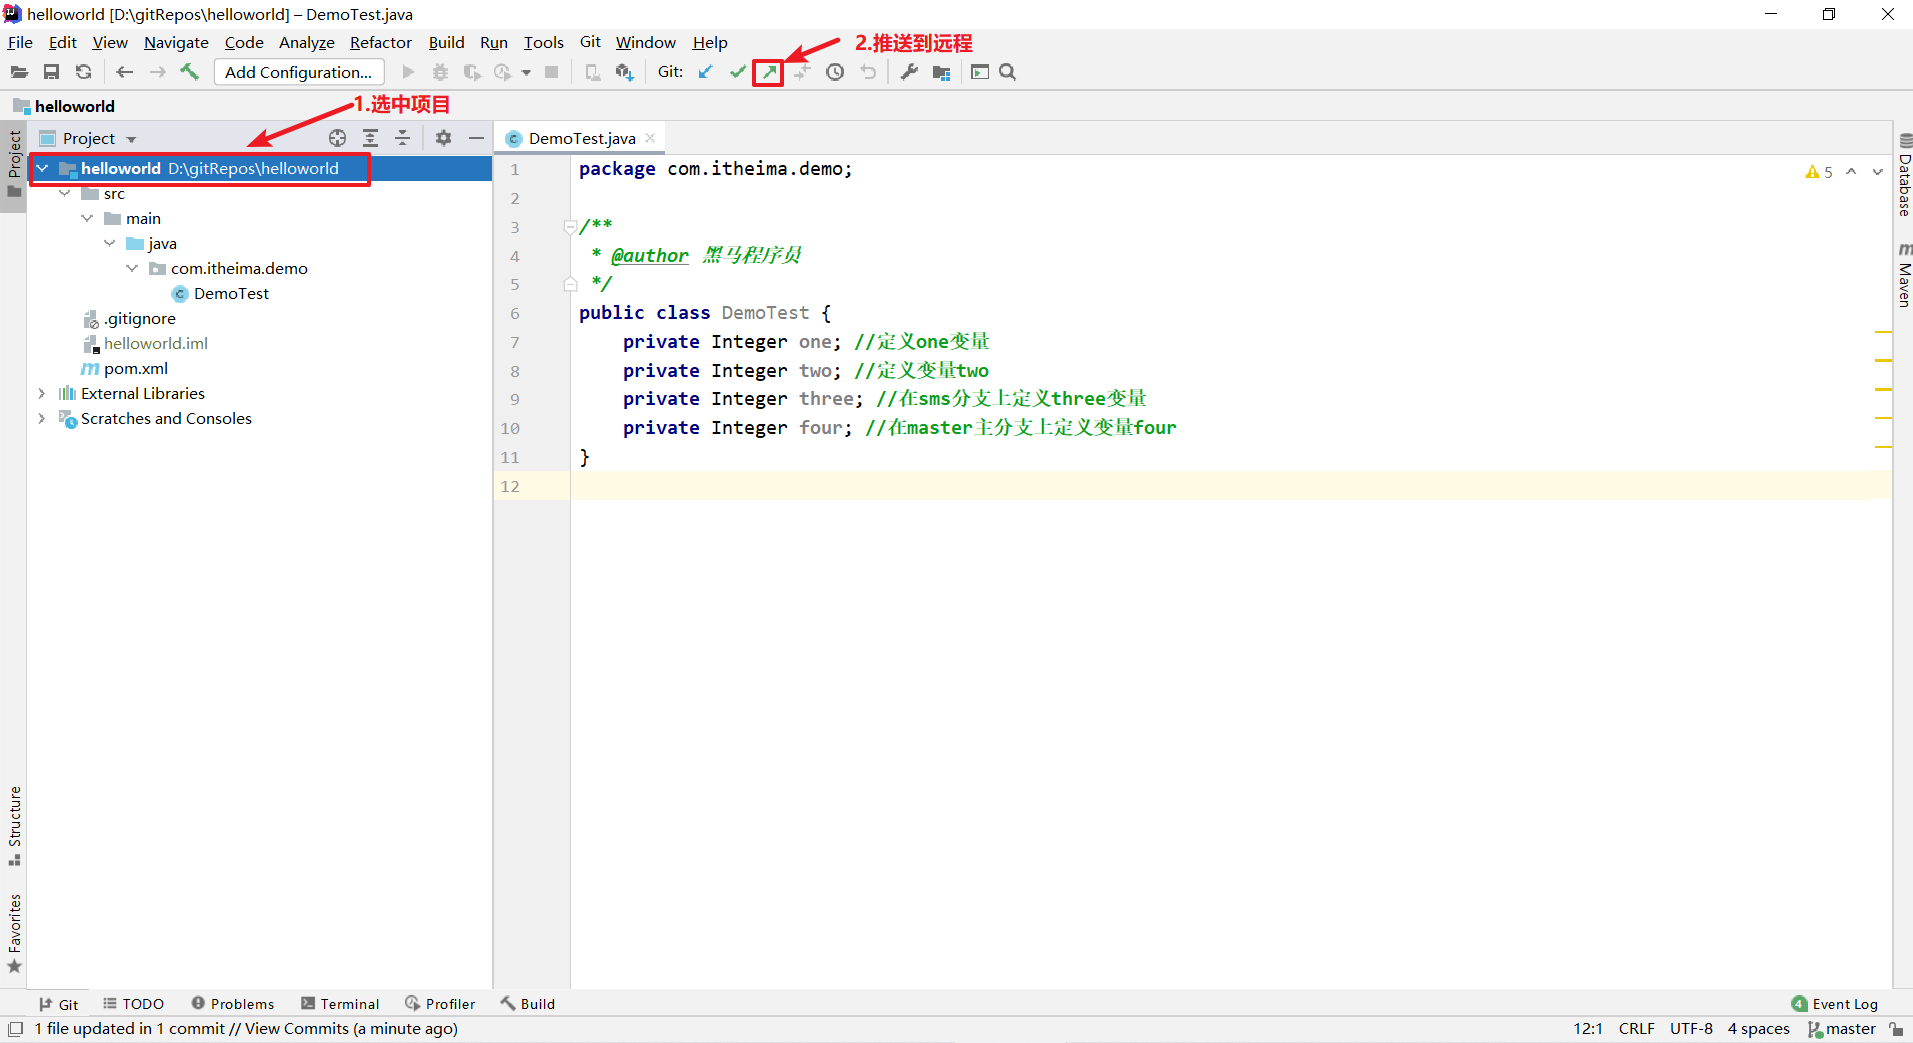 helloworld [D:\gitRepos\helloworld] – DemoTest.java
File Edit View Navigate Code Analyze Refactor Build Run Tools Git Window Help
2.推送到远程
Add Configuration...
Git:
helloworld
1.选中项目
Project
Project
DemoTest.java
helloworld D:\gitRepos\helloworld
src
main
java
com.itheima.demo
DemoTest
.gitignore
helloworld.iml
pom.xml
External Libraries
Scratches and Consoles
1 package com.itheima.demo;
2
3 /**
4 * @author 黑马程序员
5 */
6 public class DemoTest {
7 private Integer one; //定义one变量
8 private Integer two; //定义变量two
9 private Integer three; //在sms分支上定义three变量
10 private Integer four; //在master主分支上定义变量four
11 }
12
5
Database
Maven
Structure
Favorites
Git TODO Problems Terminal Profiler Build
4 Event Log
1 file updated in 1 commit // View Commits (a minute ago)
12:1 CRLF UTF-8 4 spaces master